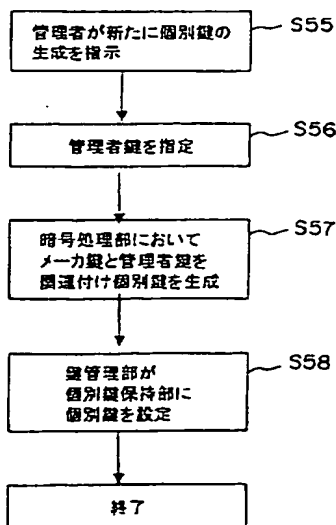 管理者が新たに個別鍵の
生成を指示
S55
管理者鍵を指定
S56
暗号処理部において
メーカ鍵と管理者鍵を
関連付け個別鍵を生成
S57
鍵管理部が
個別鍵保持部に
個別鍵を設定
S58
終了